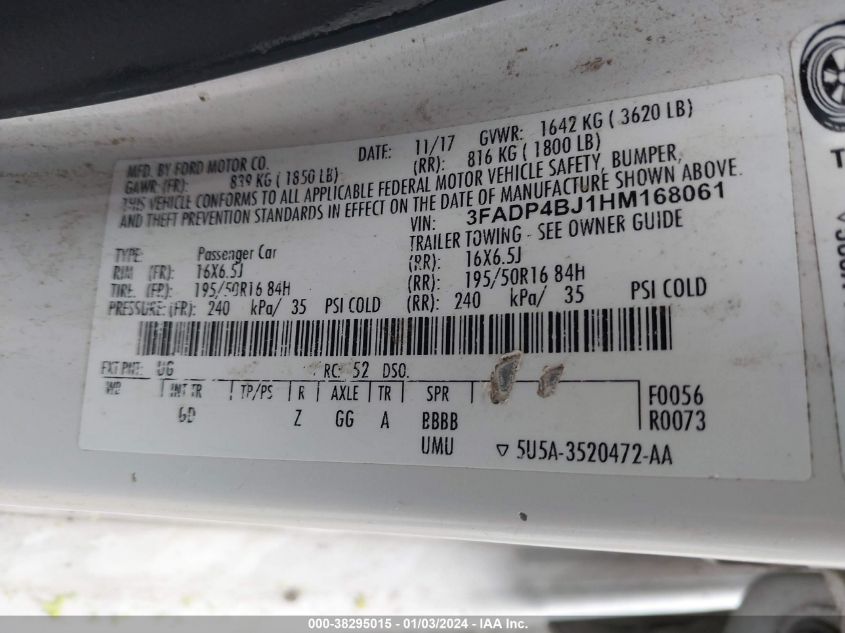 MFD. BY FORD MOTOR CO. DATE: 11/17 GVWR: 1642 KG ( 3620 LB)
GAWR (FR): 839 KG ( 1850 LB) (RR): 816 KG ( 1800 LB)
THIS VEHICLE CONFORMS TO ALL APPLICABLE FEDERAL MOTOR VEHICLE SAFETY, BUMPER,
AND THEFT PREVENTION STANDARDS IN EFFECT ON THE DATE OF MANUFACTURE SHOWN ABOVE.
VIN: 3FADP4BJ1HM168061
TYPE: Passenger Car TRAILER TOWING - SEE OWNER GUIDE
RIM (FR): 16X6.5J (RR): 16X6.5J
TIRE (FR): 195/50R16 84H (RR): 195/50R16 84H
PRESSURE: (FR): 240 kPa/ 35 PSI COLD (RR): 240 kPa/ 35 PSI COLD
EXT PNT: UG RC: 52 DSO:
WB INT TR TP/PS R AXLE TR SPR F0056
GD Z GG A BBBB R0073
UMU ▽ 5U5A-3520472-AA
000-38295015 - 01/03/2024 - IAA Inc.